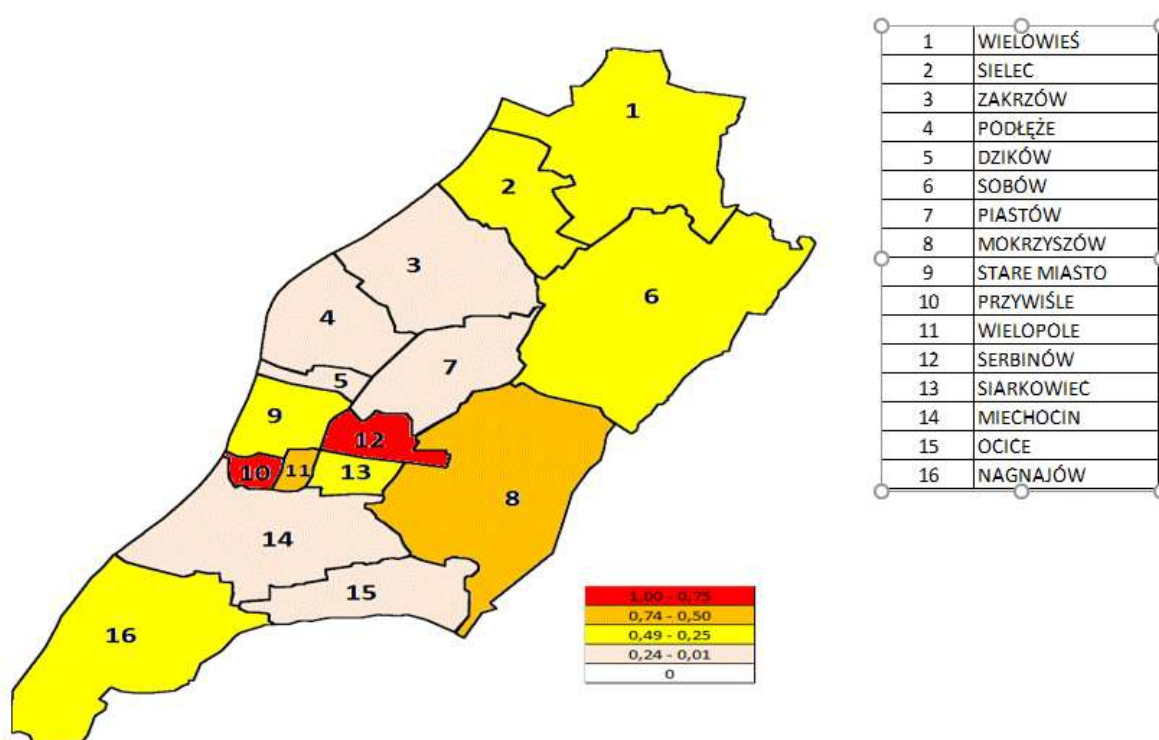 1
2
3
6
4
7
5
9
12
10
11
13
8
14
15
16
1 WIELOWIEŚ
2 SIELEC
3 ZAKRZÓW
4 PODŁĘŻE
5 DZIKÓW
6 SOBÓW
7 PIASTÓW
8 MOKRZYSZÓW
9 STARE MIASTO
10 PRZYWIŚLE
11 WIELOPOLE
12 SERBINÓW
13 SIARKOWIEC
14 MIECHOCIN
15 OCICE
16 NAGNAJÓW
1,00 - 0,75
0,74 - 0,50
0,49 - 0,25
0,24 - 0,01
0